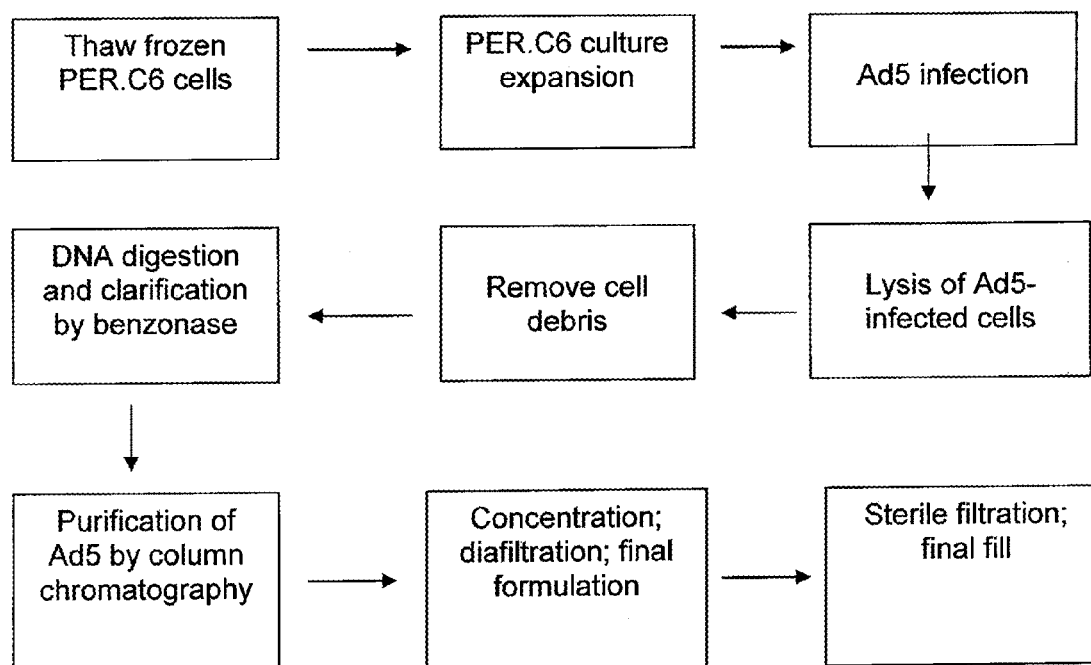 Thaw frozen
PER.C6 cells
PER.C6 culture
expansion
Ad5 infection
Lysis of Ad5-
infected cells
Remove cell
debris
DNA digestion
and clarification
by benzonase
Purification of
Ad5 by column
chromatography
Concentration;
diafiltration; final
formulation
Sterile filtration;
final fill